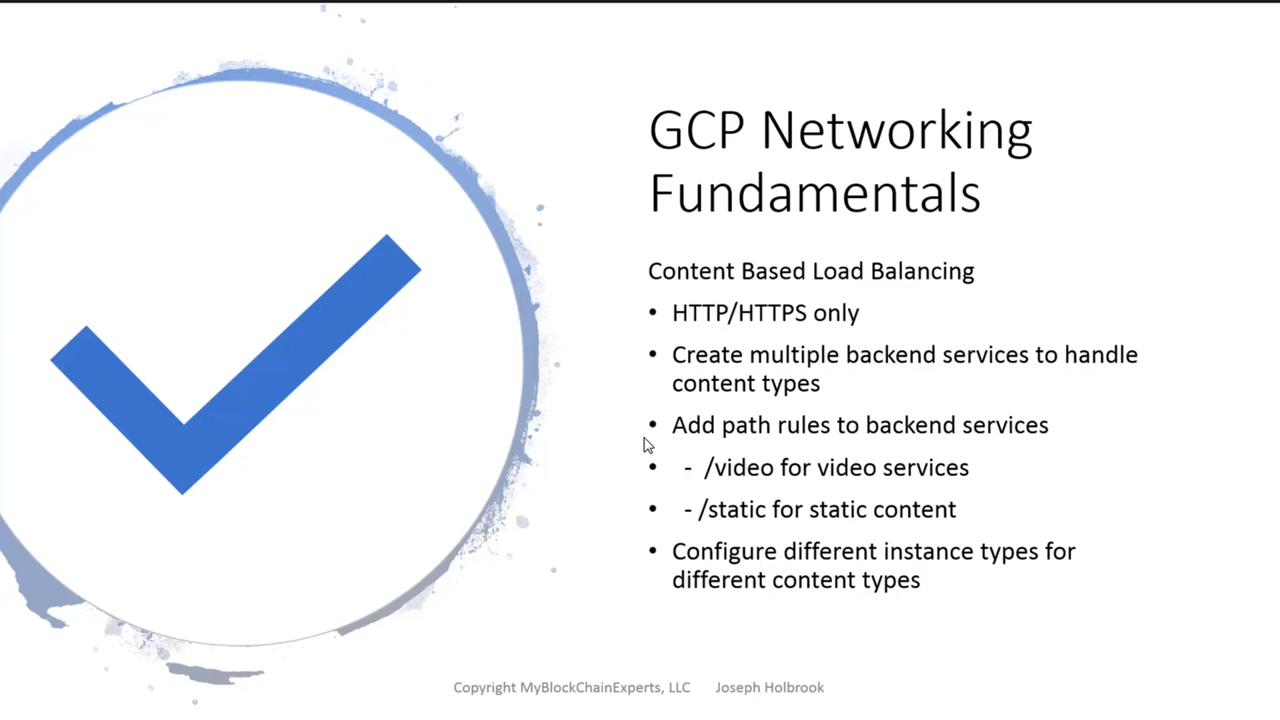 GCP Networking
Fundamentals
Content Based Load Balancing
• HTTP/HTTPS only
• Create multiple backend services to handle
content types
• Add path rules to backend services
• - /video for video services
• - /static for static content
• Configure different instance types for
different content types
Copyright MyBlockChainExperts, LLC Joseph Holbrook